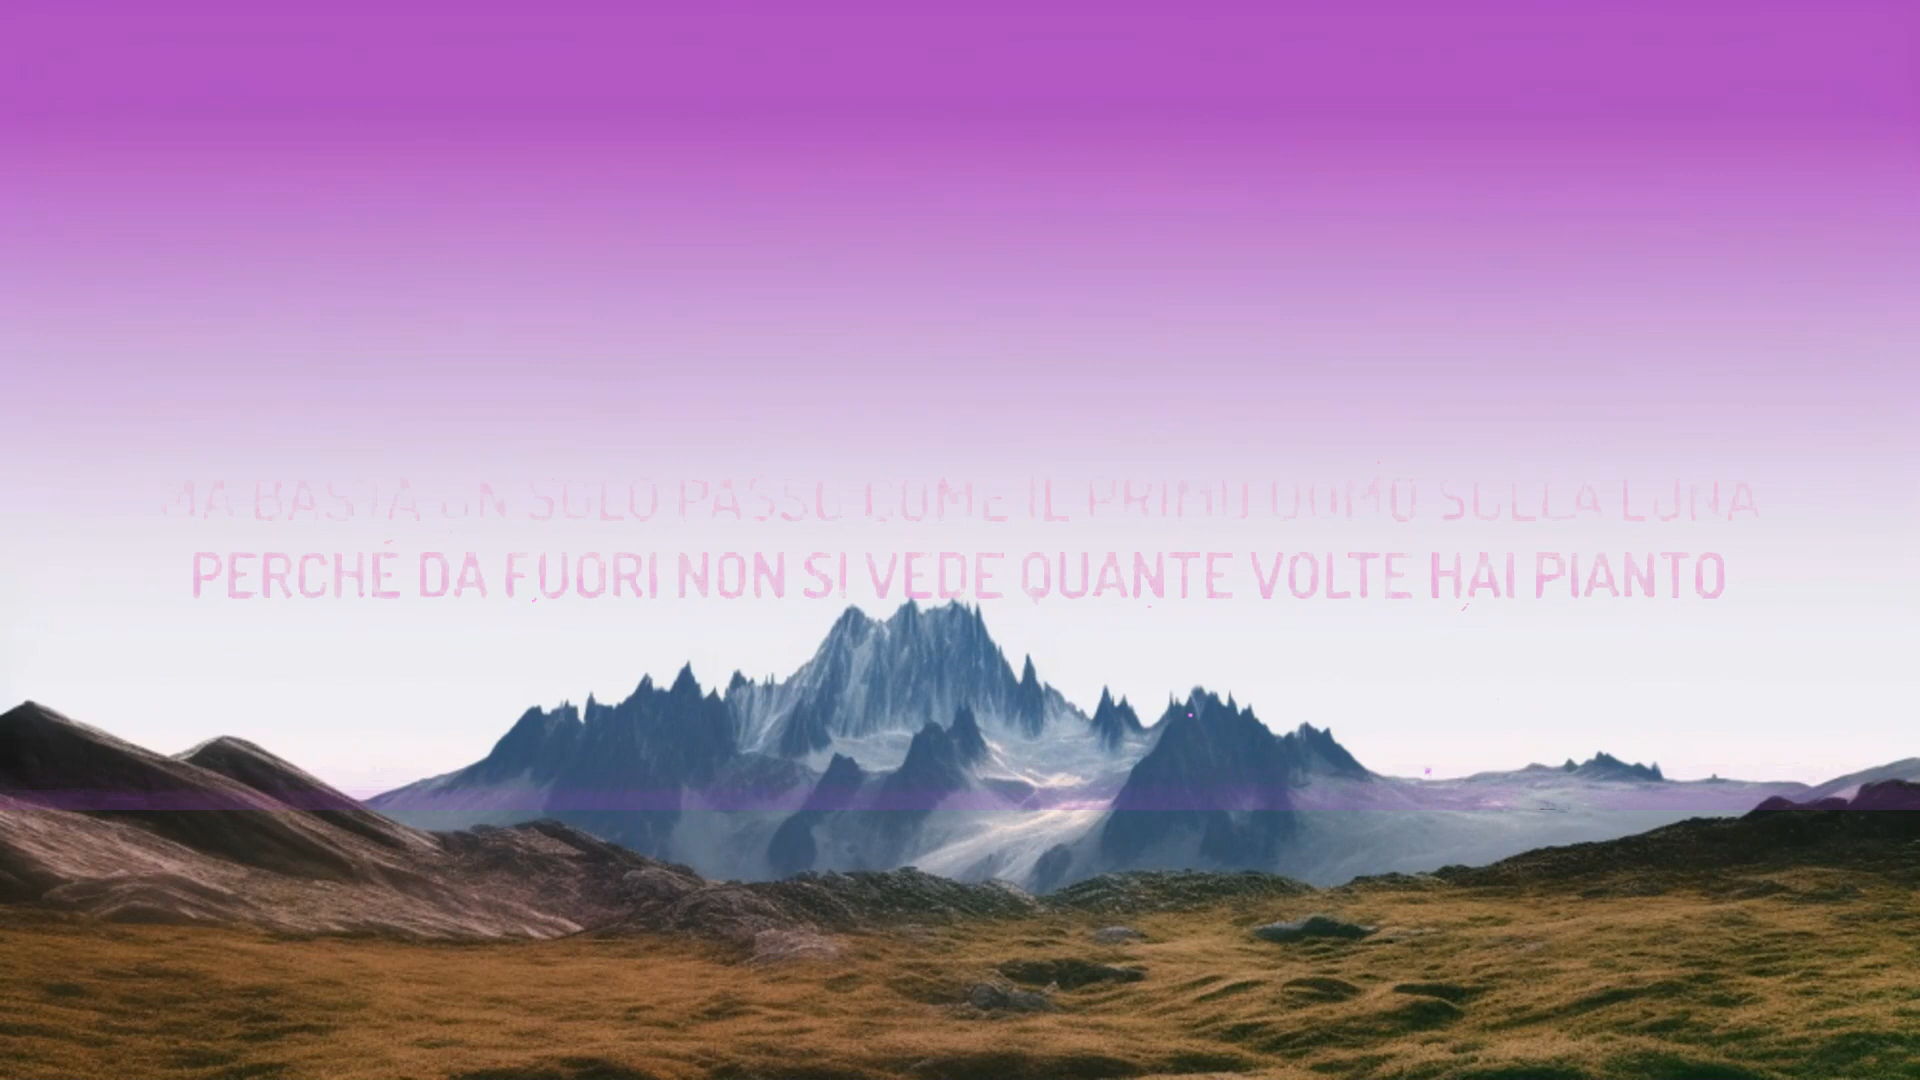 MA BASTA UN SOLO PASSO COME IL PRIMO UOMO SULLA LUNA
PERCHÉ DA FUORI NON SI VEDE QUANTE VOLTE HAI PIANTO